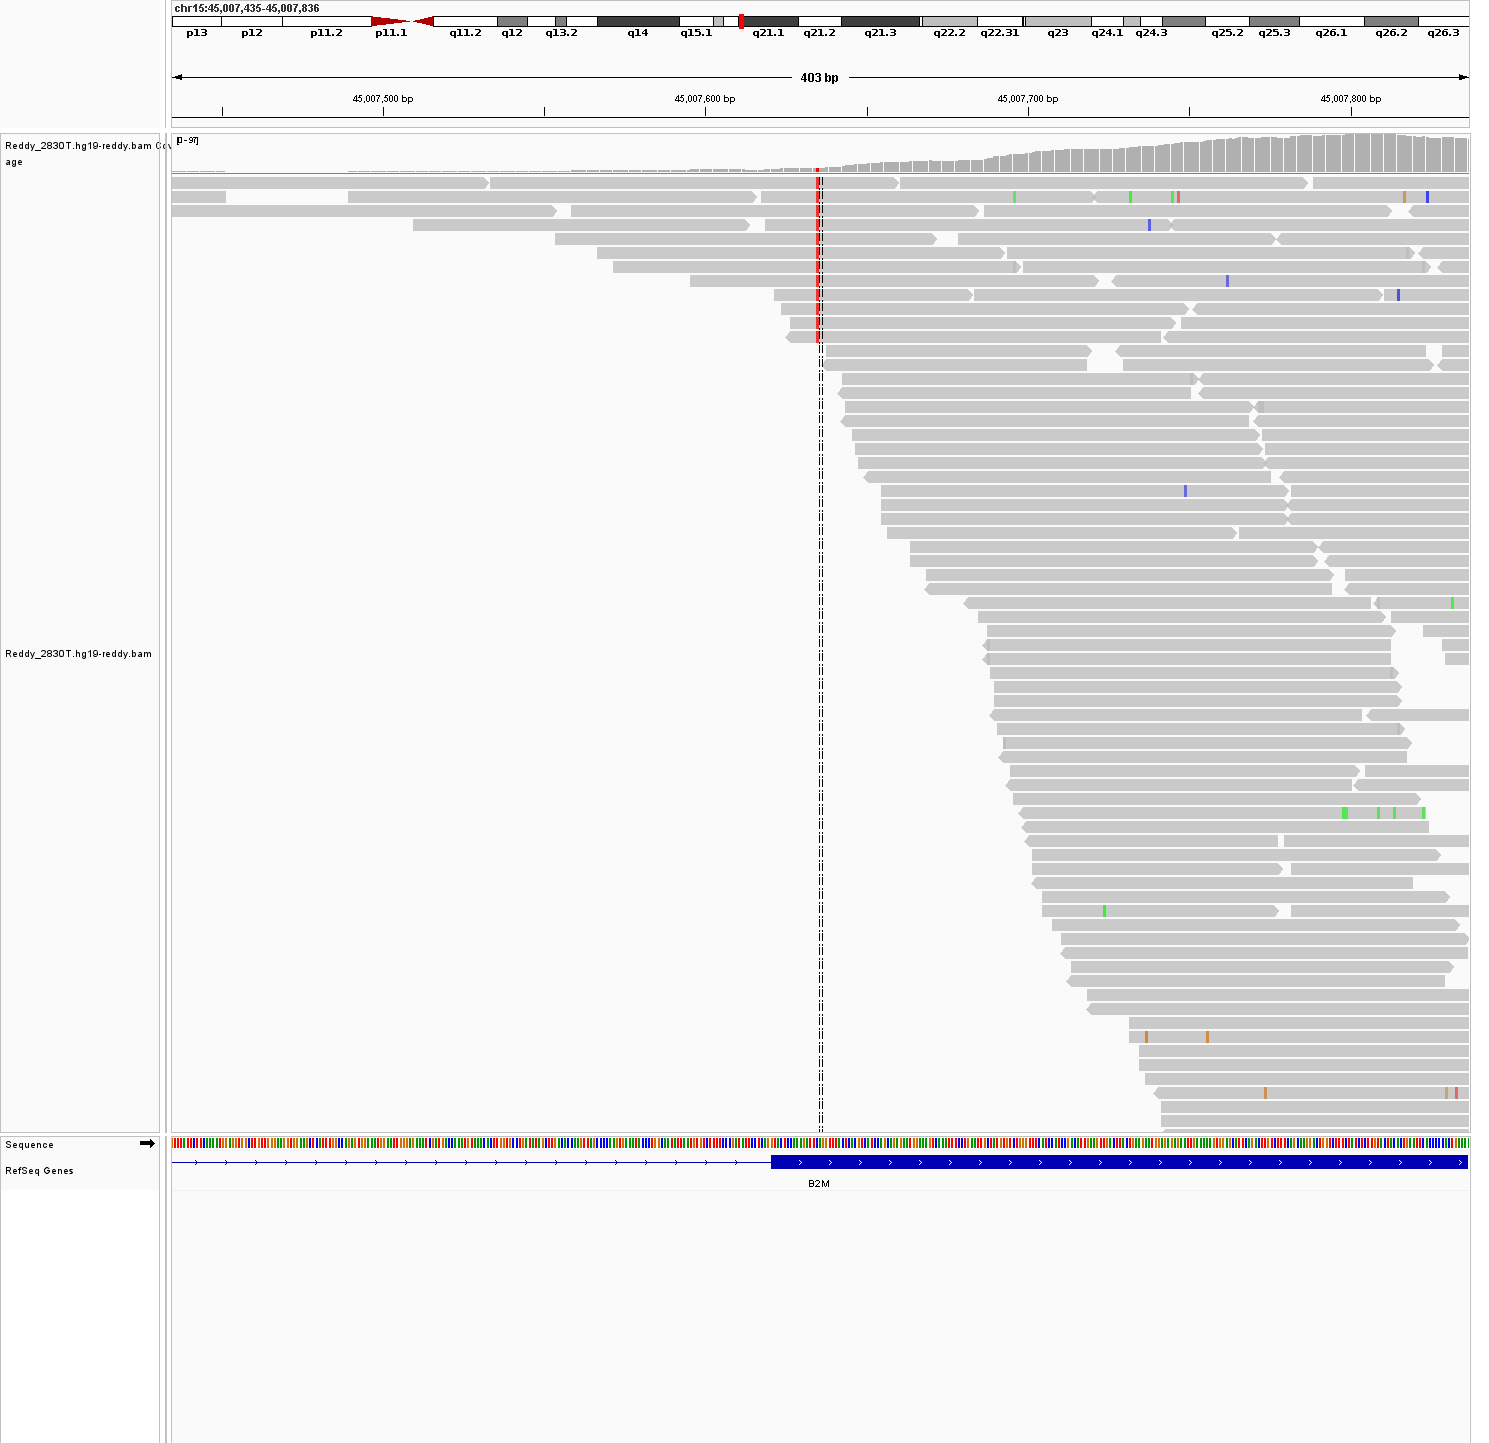 chr15:45,007,435-45,007,836
p13 p12 p11.2 p11.1 q11.2 q12 q13.2 q14 q15.1 q21.1 q21.2 q21.3 q22.2 q22.31 q23 q24.1 q24.3 q25.2 q25.3 q26.1 q26.2 q26.3
403 bp
45,007,500 bp 45,007,600 bp 45,007,700 bp 45,007,800 bp
[0 - 97]
Reddy_2830T.hg19-reddy.bam Cov
age
Reddy_2830T.hg19-reddy.bam
Sequence
RefSeq Genes
B2M